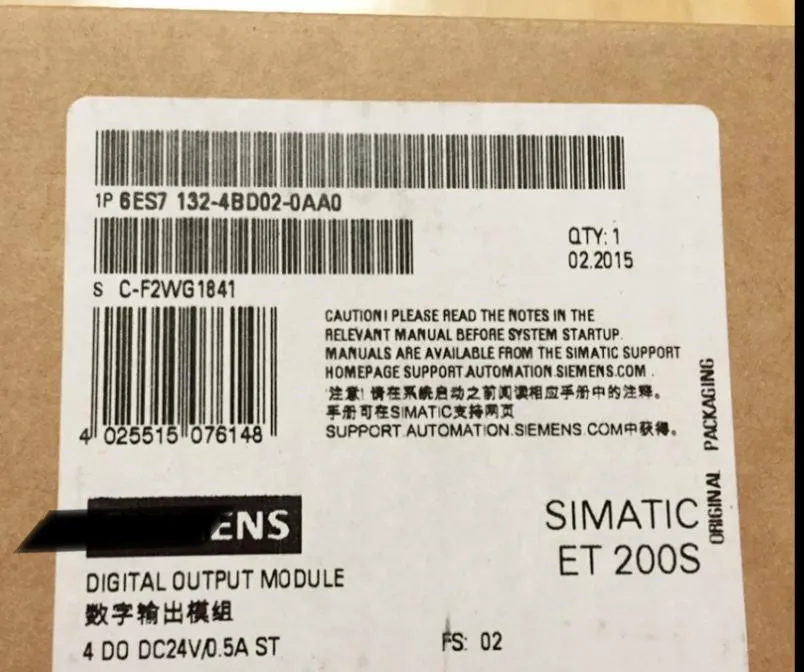 1P 6ES7 132-4BD02-0AA0
QTY: 1
02.2015
S C-F2WG1841
CAUTION! PLEASE READ THE NOTES IN THE
RELEVANT MANUAL BEFORE SYSTEM STARTUP.
MANUALS ARE AVAILABLE FROM THE SIMATIC SUPPORT
HOMEPAGE SUPPORT.AUTOMATION.SIEMENS.COM .
注意! 请在系统启动之前阅读相应手册中的注释。
手册可在SIMATIC支持网页
SUPPORT.AUTOMATION.SIEMENS.COM中获得。
4 025515 076148
ORIGINAL PACKAGING
ENS
SIMATIC
ET 200S
DIGITAL OUTPUT MODULE
数字输出模组
4 DO DC24V/0.5A ST
FS: 02